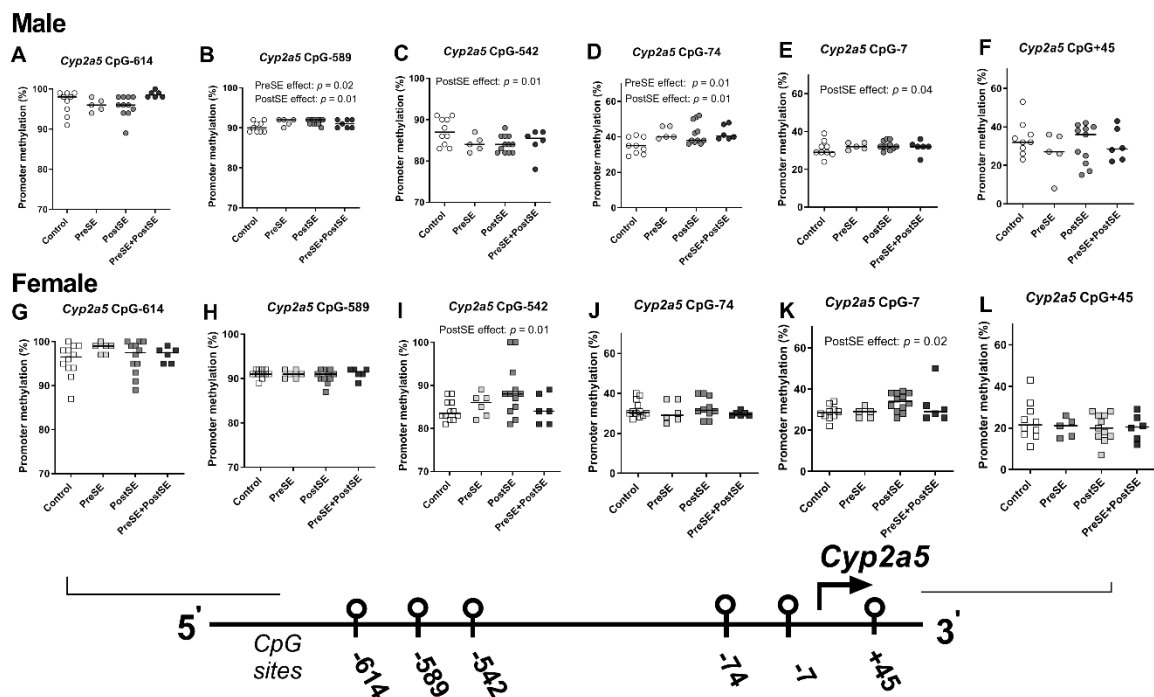 Male
A
Cyp2a5 CpG-614
Promoter methylation (%)
100
90
80
70
Control
PreSE
PostSE
PreSE+PostSE
B
Cyp2a5 CpG-589
PreSE effect: p = 0.02
PostSE effect: p = 0.01
Promoter methylation (%)
100
90
80
70
Control
PreSE
PostSE
PreSE+PostSE
C
Cyp2a5 CpG-542
PostSE effect: p = 0.01
Promoter methylation (%)
100
90
80
70
Control
PreSE
PostSE
PreSE+PostSE
D
Cyp2a5 CpG-74
PreSE effect: p = 0.01
PostSE effect: p = 0.01
Promoter methylation (%)
60
40
20
0
Control
PreSE
PostSE
PreSE+PostSE
E
Cyp2a5 CpG-7
PostSE effect: p = 0.04
Promoter methylation (%)
60
40
20
0
Control
PreSE
PostSE
PreSE+PostSE
F
Cyp2a5 CpG+45
Promoter methylation (%)
60
40
20
0
Control
PreSE
PostSE
PreSE+PostSE
Female
G
Cyp2a5 CpG-614
Promoter methylation (%)
100
90
80
70
Control
PreSE
PostSE
PreSE+PostSE
H
Cyp2a5 CpG-589
Promoter methylation (%)
100
90
80
70
Control
PreSE
PostSE
PreSE+PostSE
I
Cyp2a5 CpG-542
PostSE effect: p = 0.01
Promoter methylation (%)
100
90
80
70
Control
PreSE
PostSE
PreSE+PostSE
J
Cyp2a5 CpG-74
Promoter methylation (%)
60
40
20
0
Control
PreSE
PostSE
PreSE+PostSE
K
Cyp2a5 CpG-7
PostSE effect: p = 0.02
Promoter methylation (%)
60
40
20
0
Control
PreSE
PostSE
PreSE+PostSE
L
Cyp2a5 CpG+45
Promoter methylation (%)
60
40
20
0
Control
PreSE
PostSE
PreSE+PostSE
Cyp2a5
5'
3'
CpG
sites
-614
-589
-542
-74
-7
+45